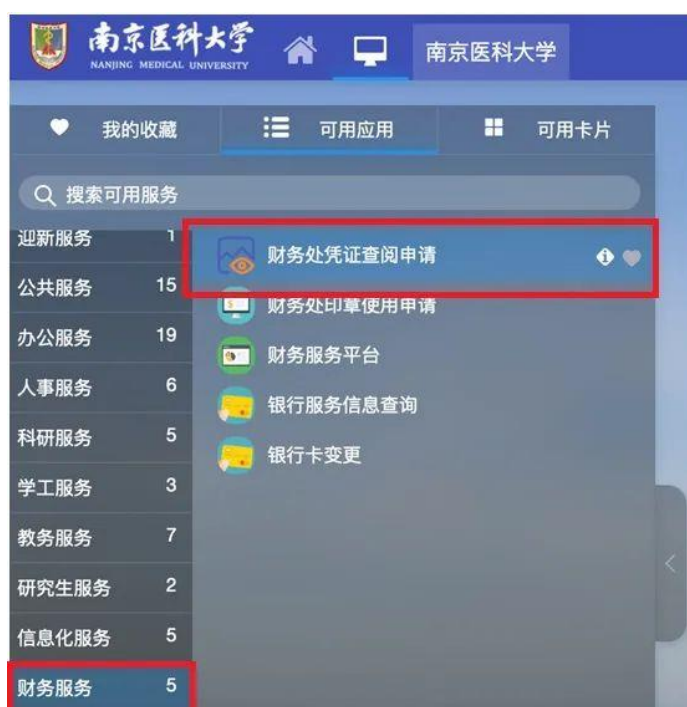 南京医科大学
NANJING MEDICAL UNIVERSITY
南京医科大学
我的收藏
可用应用
可用卡片
搜索可用服务
迎新服务 1
公共服务 15
办公服务 19
人事服务 6
科研服务 5
学工服务 3
教务服务 7
研究生服务 2
信息化服务 5
财务服务 5
财务处凭证查阅申请
财务处印章使用申请
财务服务平台
银行服务信息查询
银行卡变更